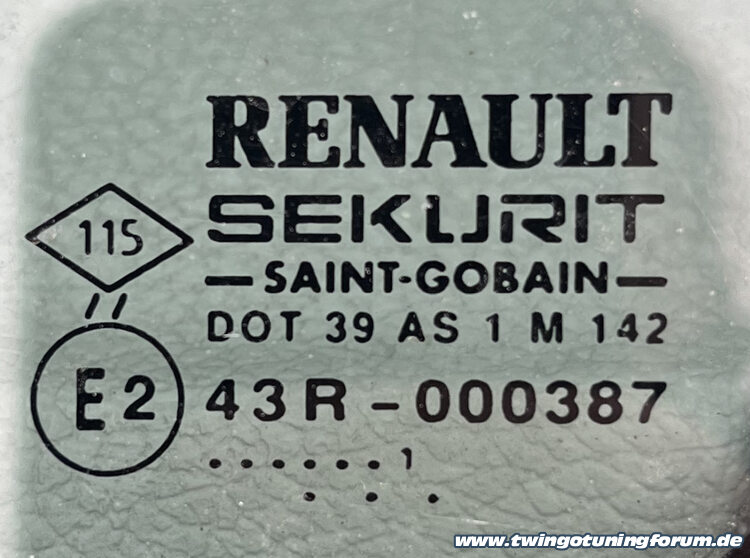 RENAULT
SEKURIT
115
—SAINT-GOBAIN—
DOT 39 AS 1 M 142
//
E2 43R-000387
. . . . . . 1
. . .
www.twingotuningforum.de